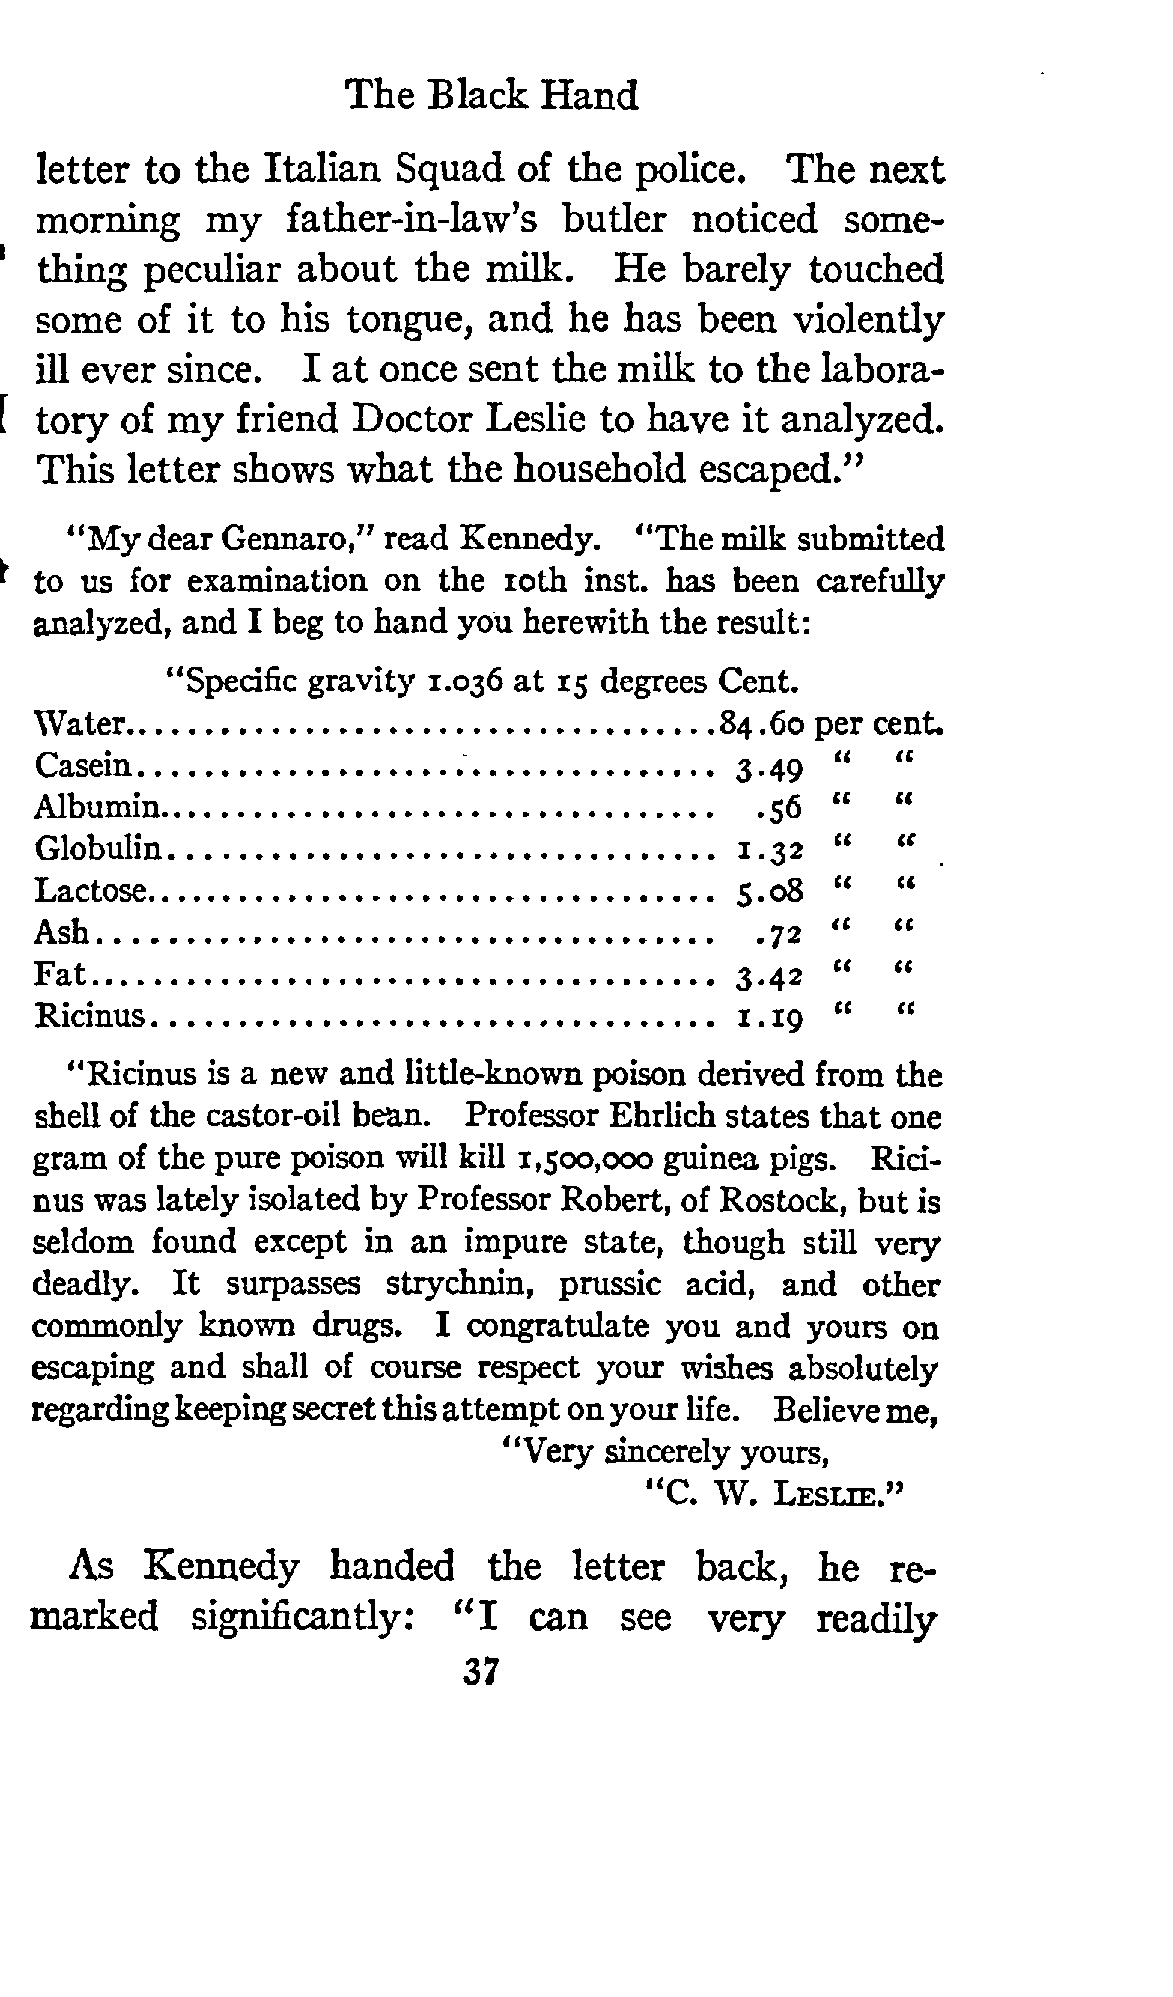 The Black Hand
letter to the Italian Squad of the police. The next
morning my father-in-law's butler noticed some-
thing peculiar about the milk. He barely touched
some of it to his tongue, and he has been violently
ill ever since. I at once sent the milk to the labora-
tory of my friend Doctor Leslie to have it analyzed.
This letter shows what the household escaped."
"My dear Gennaro," read Kennedy. "The milk submitted
to us for examination on the 10th inst. has been carefully
analyzed, and I beg to hand you herewith the result:
"Specific gravity 1.036 at 15 degrees Cent.
Water....................................84.60 per cent.
Casein................................... 3.49 " "
Albumin.................................. .56 " "
Globulin................................. 1.32 " "
Lactose.................................. 5.08 " "
Ash...................................... .72 " "
Fat...................................... 3.42 " "
Ricinus.................................. 1.19 " "
"Ricinus is a new and little-known poison derived from the
shell of the castor-oil bean. Professor Ehrlich states that one
gram of the pure poison will kill 1,500,000 guinea pigs. Rici-
nus was lately isolated by Professor Robert, of Rostock, but is
seldom found except in an impure state, though still very
deadly. It surpasses strychnin, prussic acid, and other
commonly known drugs. I congratulate you and yours on
escaping and shall of course respect your wishes absolutely
regarding keeping secret this attempt on your life. Believe me,
"Very sincerely yours,
"C. W. LESLIE."
As Kennedy handed the letter back, he re-
marked significantly: "I can see very readily
37